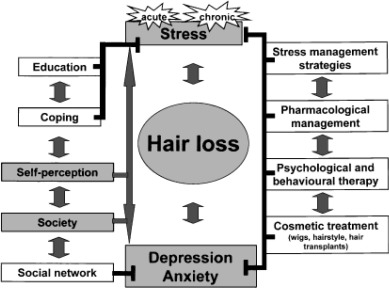 acute
chronic
Stress
Education
Coping
Self-perception
Society
Social network
Hair loss
Depression
Anxiety
Stress management
strategies
Pharmacological
management
Psychological and
behavioural therapy
Cosmetic treatment
(wigs, hairstyle, hair
transplants)